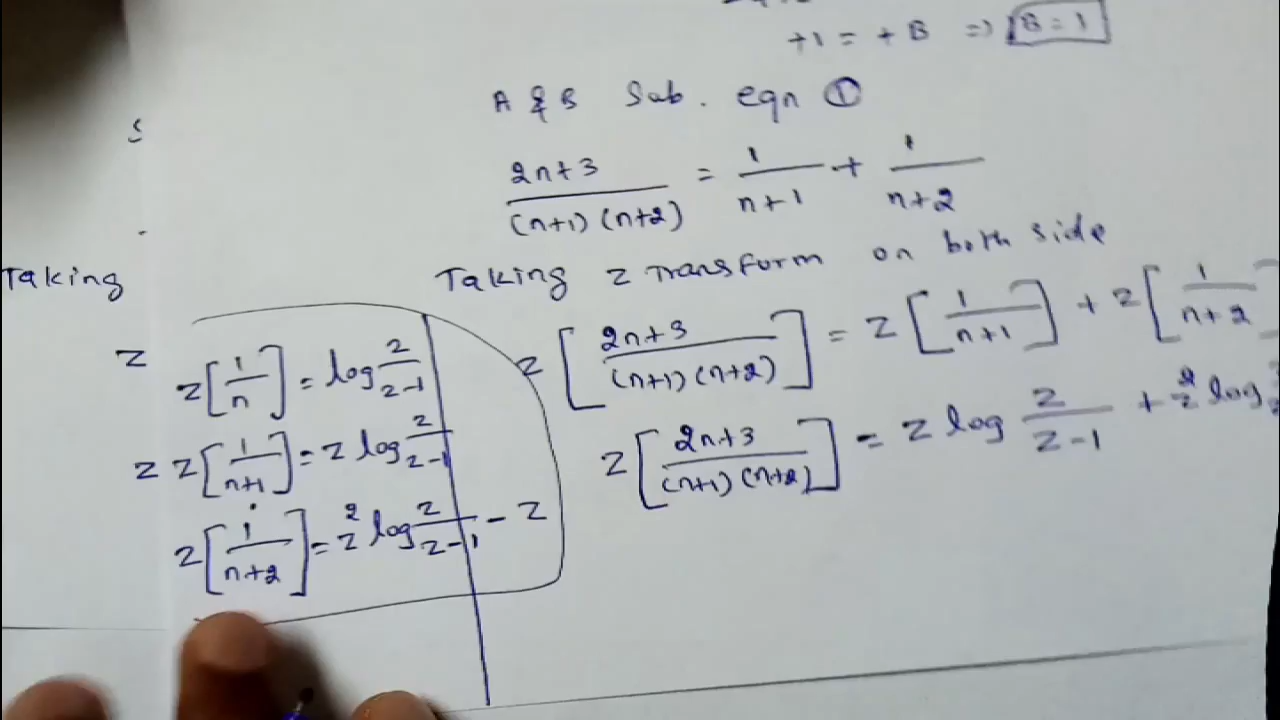 +1 = + B => B = 1
A & B Sub. eqn ①
2n+3 / (n+1) (n+2) = 1 / n+1 + 1 / n+2
Taking
Taking Z Transform on both side
Z [ 2n+3 / (n+1) (n+2) ] = Z [ 1 / n+1 ] + Z [ 1 / n+2
Z [ 2n+3 / (n+1) (n+2) ] = Z log Z / Z-1 + Z² log
Z
Z [ 1 / n ] = log Z / Z-1
Z Z [ 1 / n+1 ] = Z log Z / Z-1
Z [ 1 / n+2 ] = Z² log Z / Z-1 - Z